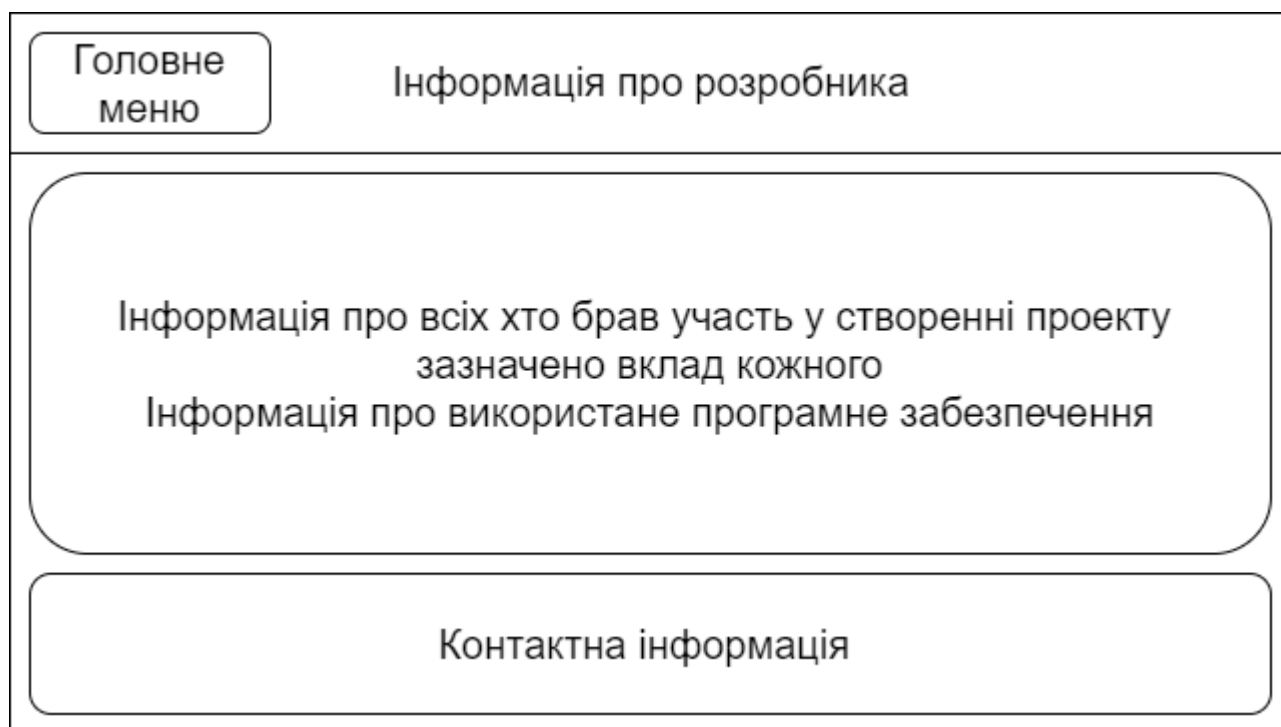 Головне
меню
Інформація про розробника
Інформація про всіх хто брав участь у створенні проекту
зазначено вклад кожного
Інформація про використане програмне забезпечення
Контактна інформація